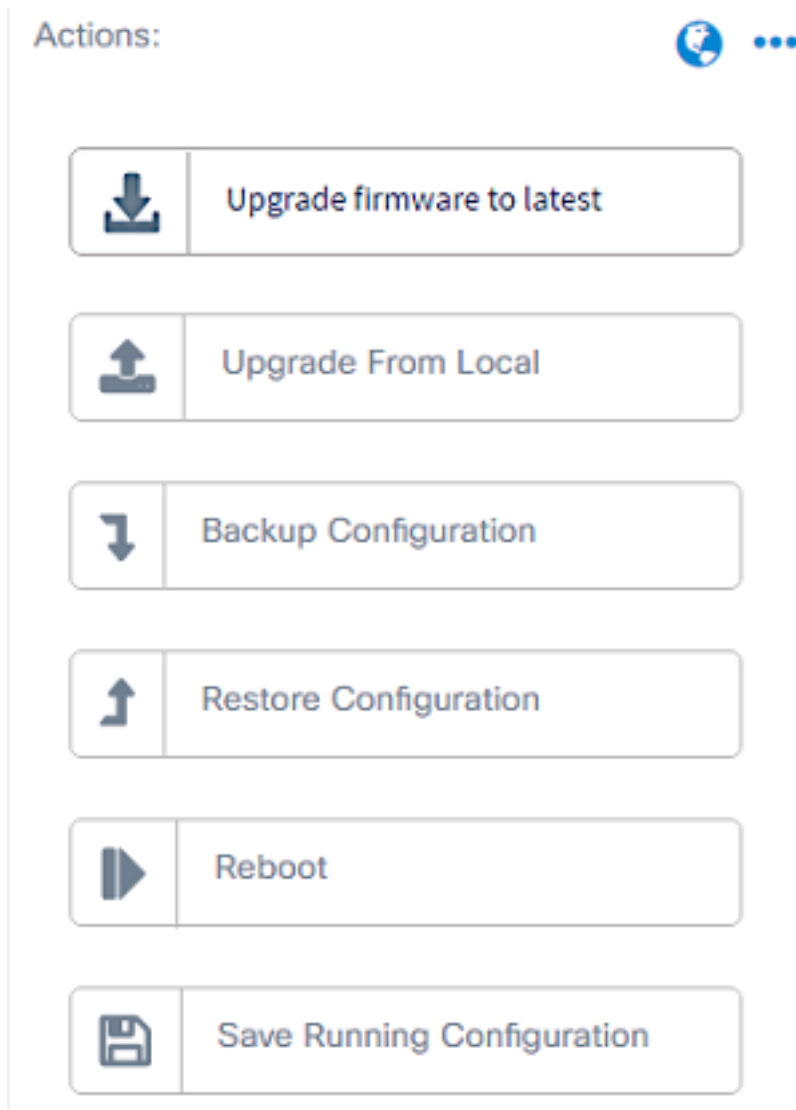 Actions:
Upgrade firmware to latest
Upgrade From Local
Backup Configuration
Restore Configuration
Reboot
Save Running Configuration